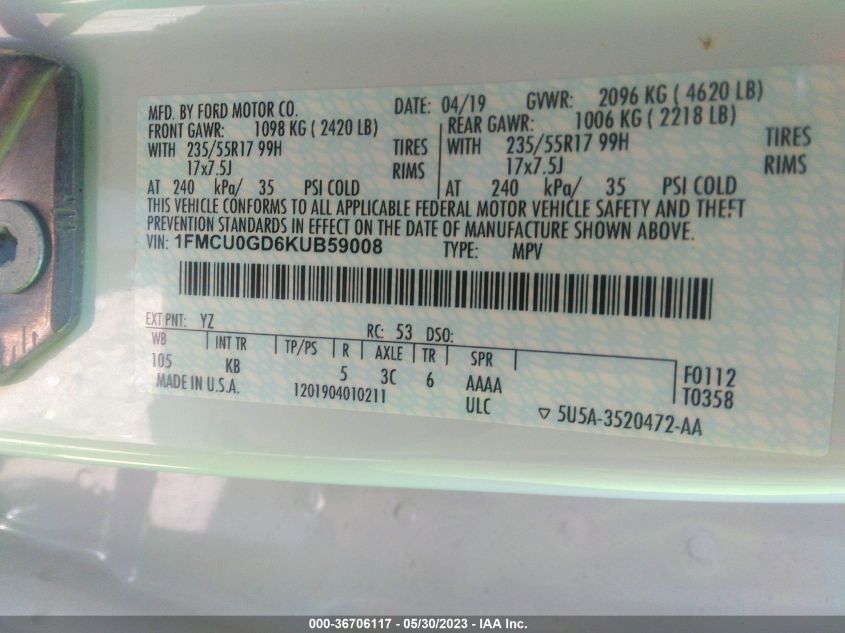 MFD. BY FORD MOTOR CO. DATE: 04/19 GVWR: 2096 KG ( 4620 LB)
FRONT GAWR: 1098 KG ( 2420 LB) REAR GAWR: 1006 KG ( 2218 LB)
WITH 235/55R17 99H TIRES WITH 235/55R17 99H TIRES
17x7.5J RIMS 17x7.5J RIMS
AT 240 kPa/ 35 PSI COLD AT 240 kPa/ 35 PSI COLD
THIS VEHICLE CONFORMS TO ALL APPLICABLE FEDERAL MOTOR VEHICLE SAFETY AND THEFT
PREVENTION STANDARDS IN EFFECT ON THE DATE OF MANUFACTURE SHOWN ABOVE.
VIN: 1FMCU0GD6KUB59008 TYPE: MPV
EXT PNT: YZ RC: 53 DSO:
WB INT TR TP/PS R AXLE TR SPR
105 KB 5 3C 6 AAAA F0112
MADE IN U.S.A. 1201904010211 ULC T0358
▽ 5U5A-3520472-AA
000-36706117 - 05/30/2023 - IAA Inc.